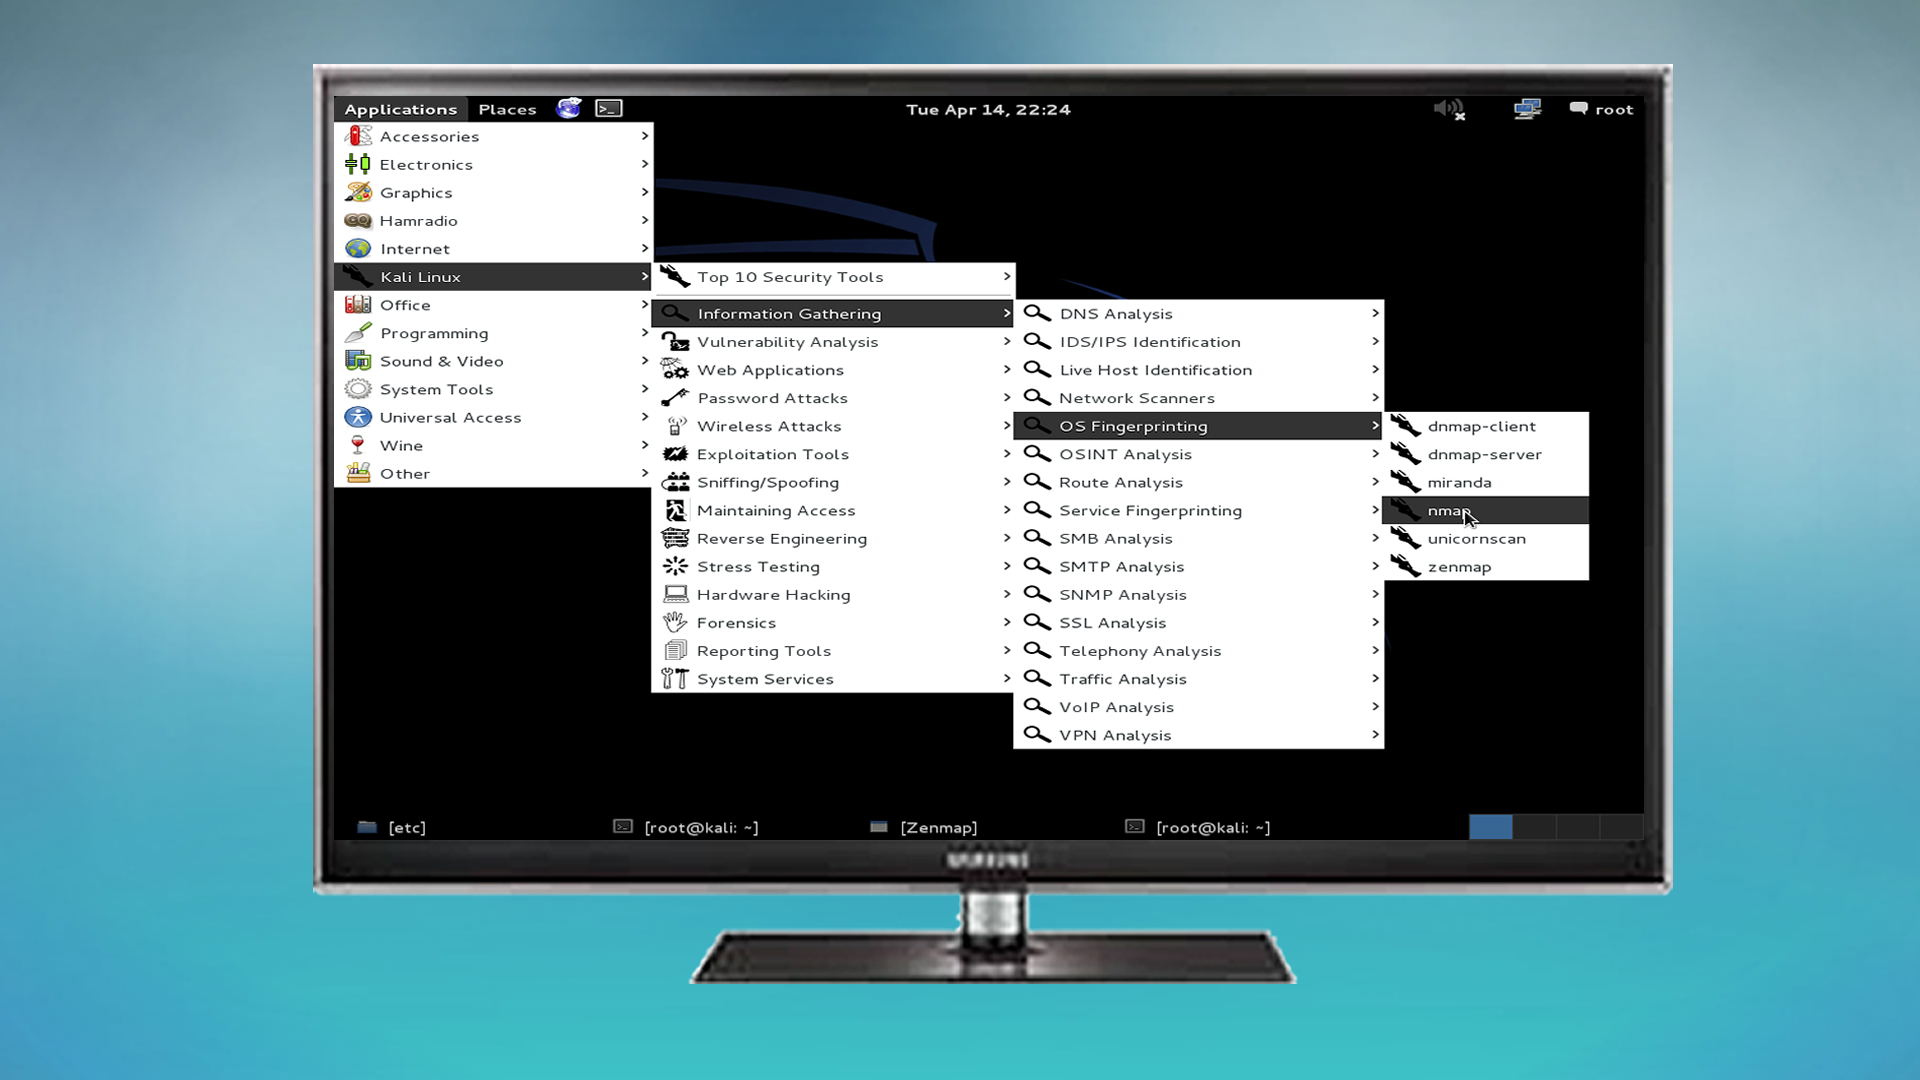 Applications Places Tue Apr 14, 22:24 root
Accessories
Electronics
Graphics
Hamradio
Internet
Kali Linux
Office
Programming
Sound & Video
System Tools
Universal Access
Wine
Other
Top 10 Security Tools
Information Gathering
Vulnerability Analysis
Web Applications
Password Attacks
Wireless Attacks
Exploitation Tools
Sniffing/Spoofing
Maintaining Access
Reverse Engineering
Stress Testing
Hardware Hacking
Forensics
Reporting Tools
System Services
DNS Analysis
IDS/IPS Identification
Live Host Identification
Network Scanners
OS Fingerprinting
OSINT Analysis
Route Analysis
Service Fingerprinting
SMB Analysis
SMTP Analysis
SNMP Analysis
SSL Analysis
Telephony Analysis
Traffic Analysis
VoIP Analysis
VPN Analysis
dnmap-client
dnmap-server
miranda
nmap
unicornscan
zenmap
[etc] [root@kali: ~] [Zenmap] [root@kali: ~]
SAMSUNG